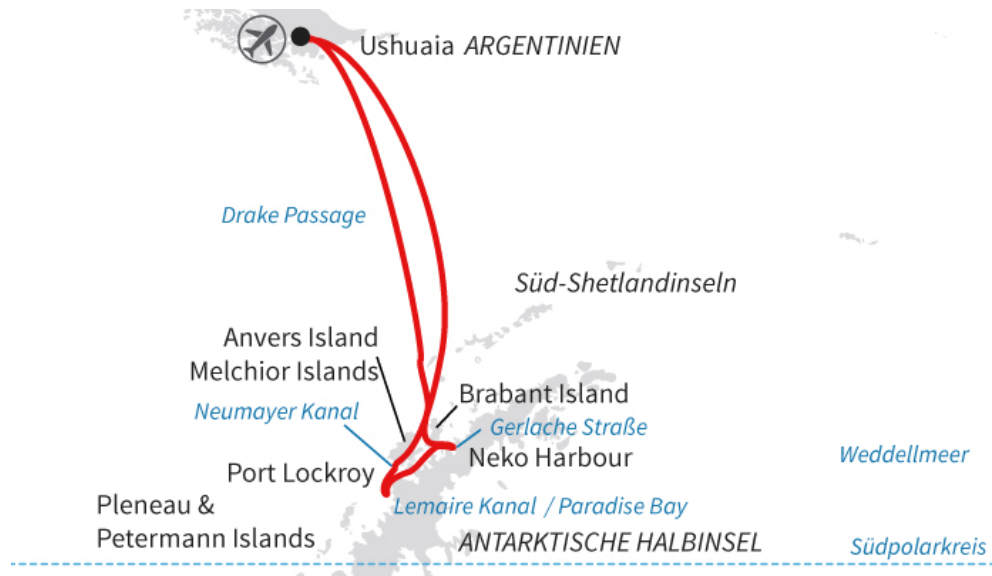 Ushuaia ARGENTINIEN
Drake Passage
Süd-Shetlandinseln
Anvers Island
Melchior Islands
Brabant Island
Neumayer Kanal
Gerlache Straße
Neko Harbour
Weddellmeer
Port Lockroy
Lemaire Kanal / Paradise Bay
Pleneau &
Petermann Islands
ANTARKTISCHE HALBINSEL
Südpolarkreis